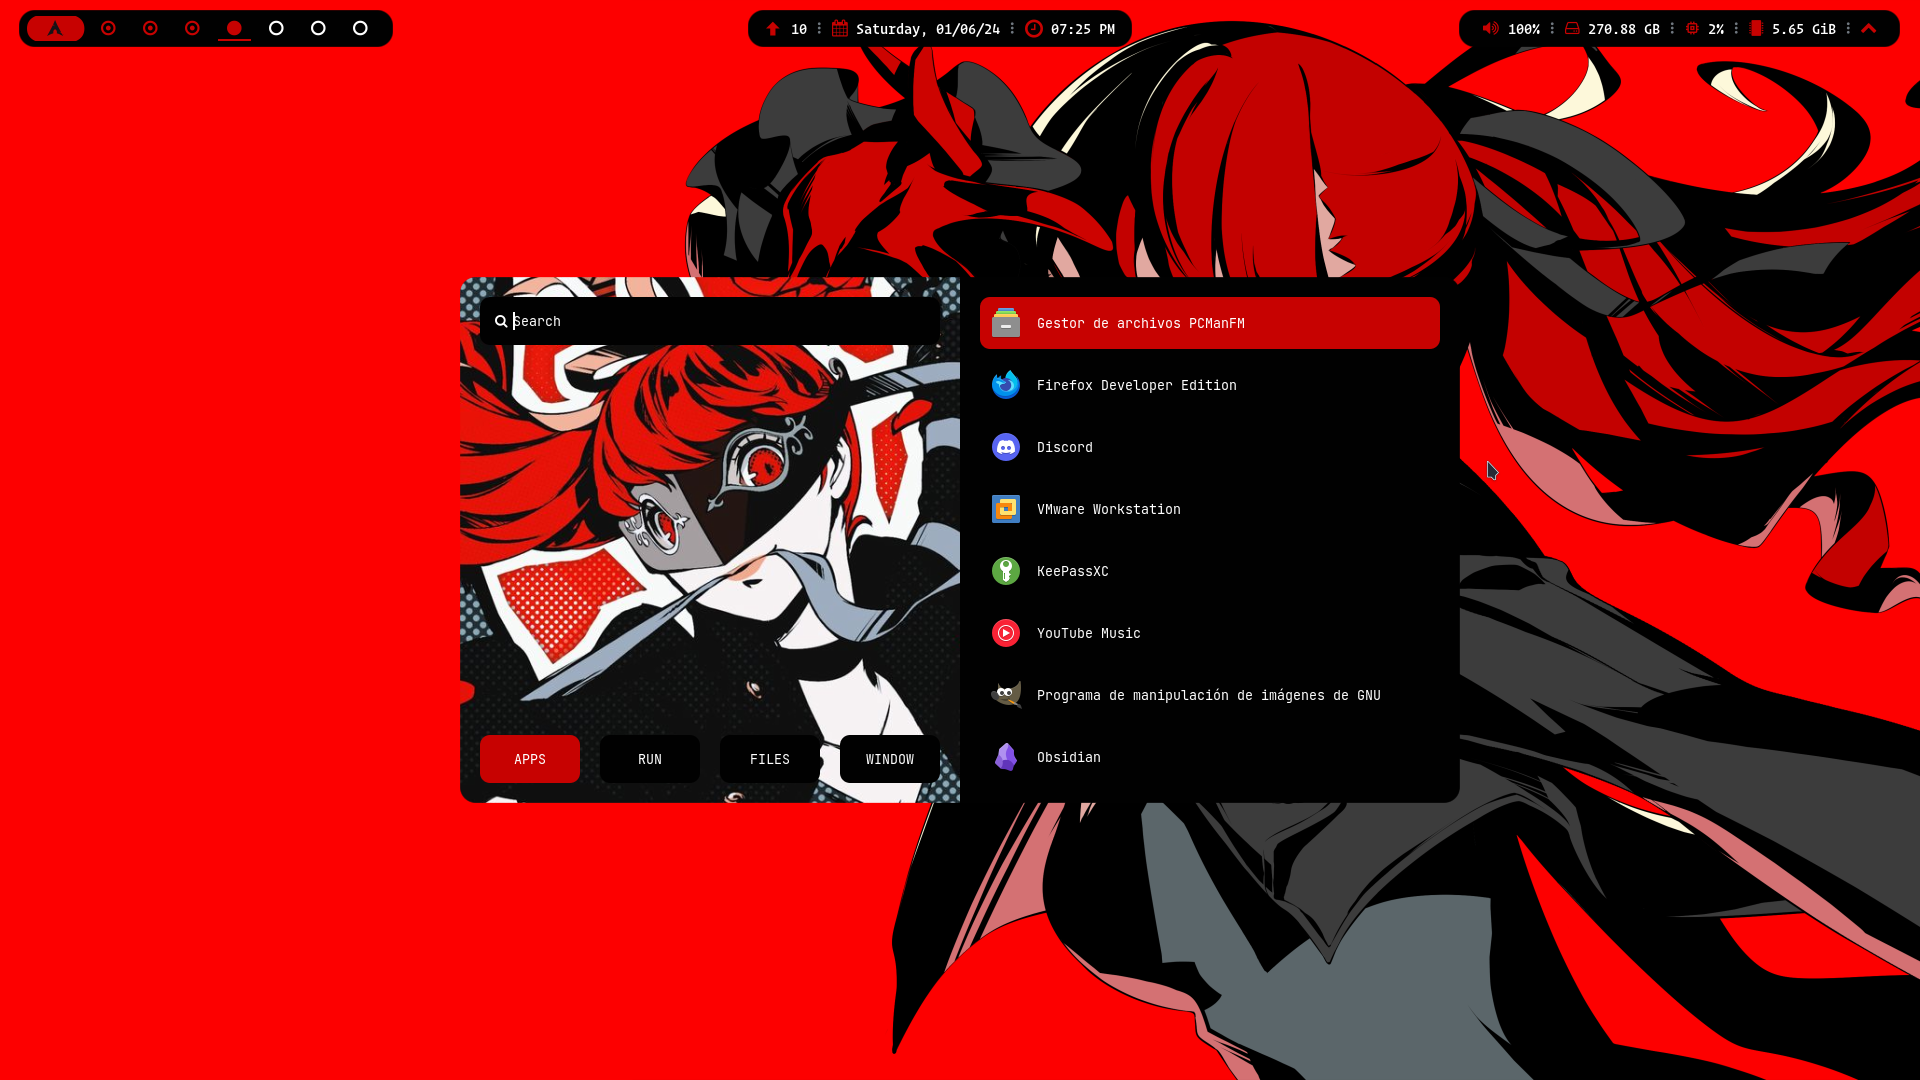 10 Saturday, 01/06/24 07:25 PM
100% 270.88 GB 2% 5.65 GiB
Search
APPS RUN FILES WINDOW
Gestor de archivos PCManFM
Firefox Developer Edition
Discord
VMware Workstation
KeePassXC
YouTube Music
Programa de manipulación de imágenes de GNU
Obsidian